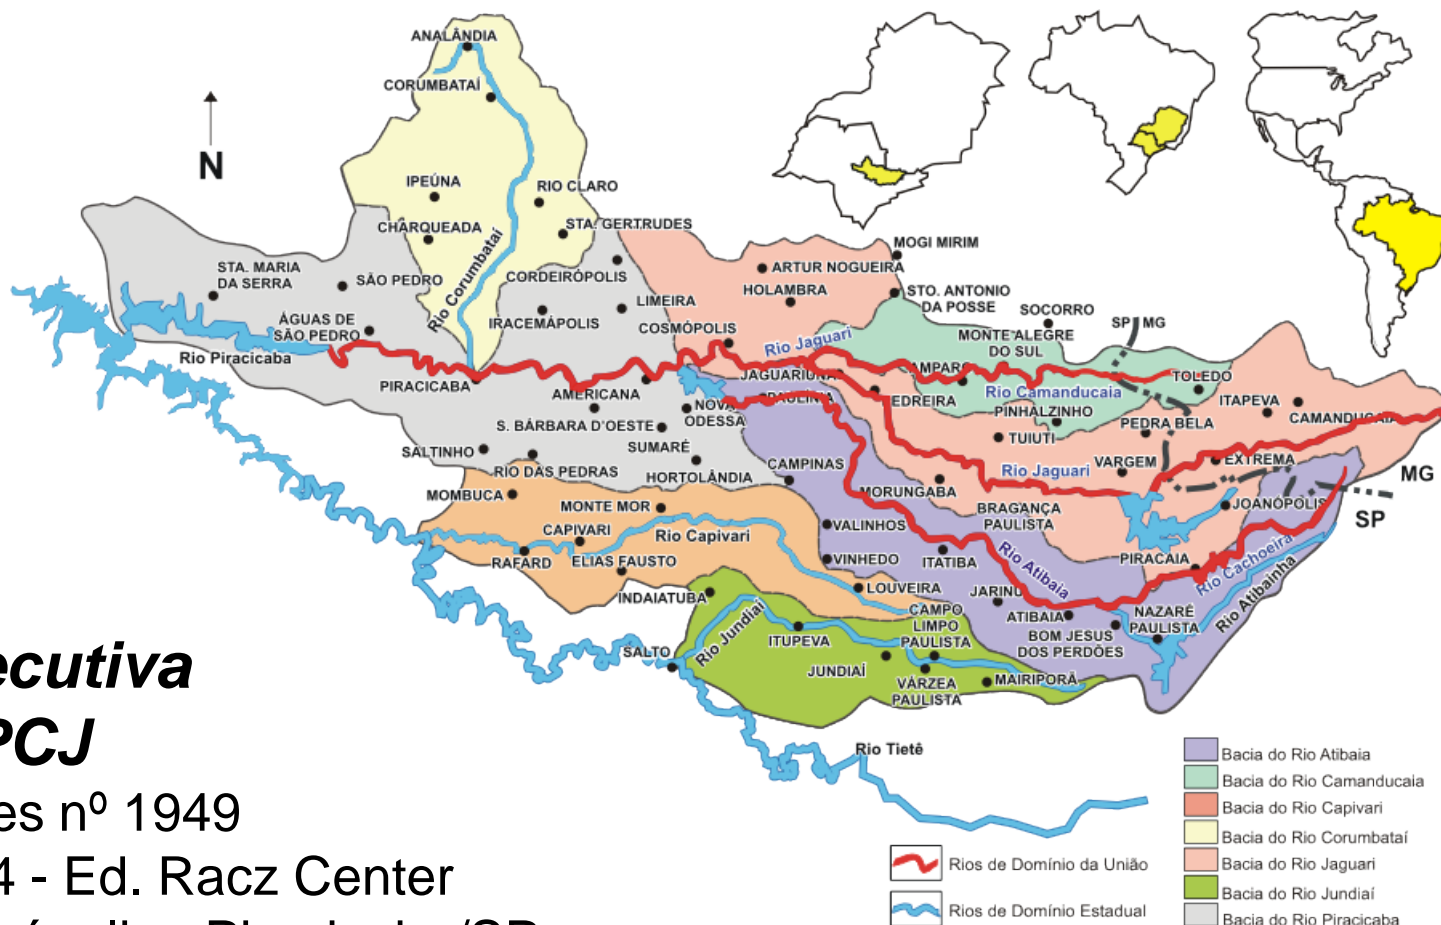 ANALÂNDIA
CORUMBATAÍ
N
IPEÚNA
RIO CLARO
CHARQUEADA
STA. GERTRUDES
Rio Corumbataí
STA. MARIA
DA SERRA
SÃO PEDRO
CORDEIRÓPOLIS
LIMEIRA
IRACEMÁPOLIS
ÁGUAS DE
SÃO PEDRO
Rio Piracicaba
PIRACICABA
AMERICANA
NOVA
ODESSA
S. BÁRBARA D'OESTE
SUMARÉ
SALTINHO
RIO DAS PEDRAS
HORTOLÂNDIA
MOGI MIRIM
ARTUR NOGUEIRA
HOLAMBRA
STO. ANTONIO
DA POSSE
COSMÓPOLIS
Rio Jaguari
SOCORRO
SP
MG
MONTE ALEGRE
DO SUL
JAGUARIÚNA
AMPARO
TOLEDO
Rio Camanducaia
PAULÍNIA
PEDREIRA
PINHALZINHO
ITAPEVA
CAMANDUCAIA
PEDRA BELA
TUIUTI
CAMPINAS
Rio Jaguari
VARGEM
EXTREMA
MG
MORUNGABA
BRAGANÇA
PAULISTA
JOANÓPOLIS
SP
MOMBUCA
MONTE MOR
CAPIVARI
Rio Capivari
RAFARD
ELIAS FAUSTO
VALINHOS
VINHEDO
ITATIBA
Rio Atibaia
PIRACAIA
Rio Cachoeira
Rio Atibainha
LOUVEIRA
JARINU
ATIBAIA
NAZARÉ
PAULISTA
BOM JESUS
DOS PERDÕES
INDAIATUBA
CAMPO
LIMPO
PAULISTA
Rio Jundiaí
ITUPEVA
SALTO
JUNDIAÍ
VÁRZEA
PAULISTA
MAIRIPORÃ
Rio Tietê
ecutiva
PCJ
es nº 1949
4 - Ed. Racz Center
Rios de Domínio da União
Rios de Domínio Estadual
Bacia do Rio Atibaia
Bacia do Rio Camanducaia
Bacia do Rio Capivari
Bacia do Rio Corumbataí
Bacia do Rio Jaguari
Bacia do Rio Jundiaí
Bacia do Rio Piracicaba